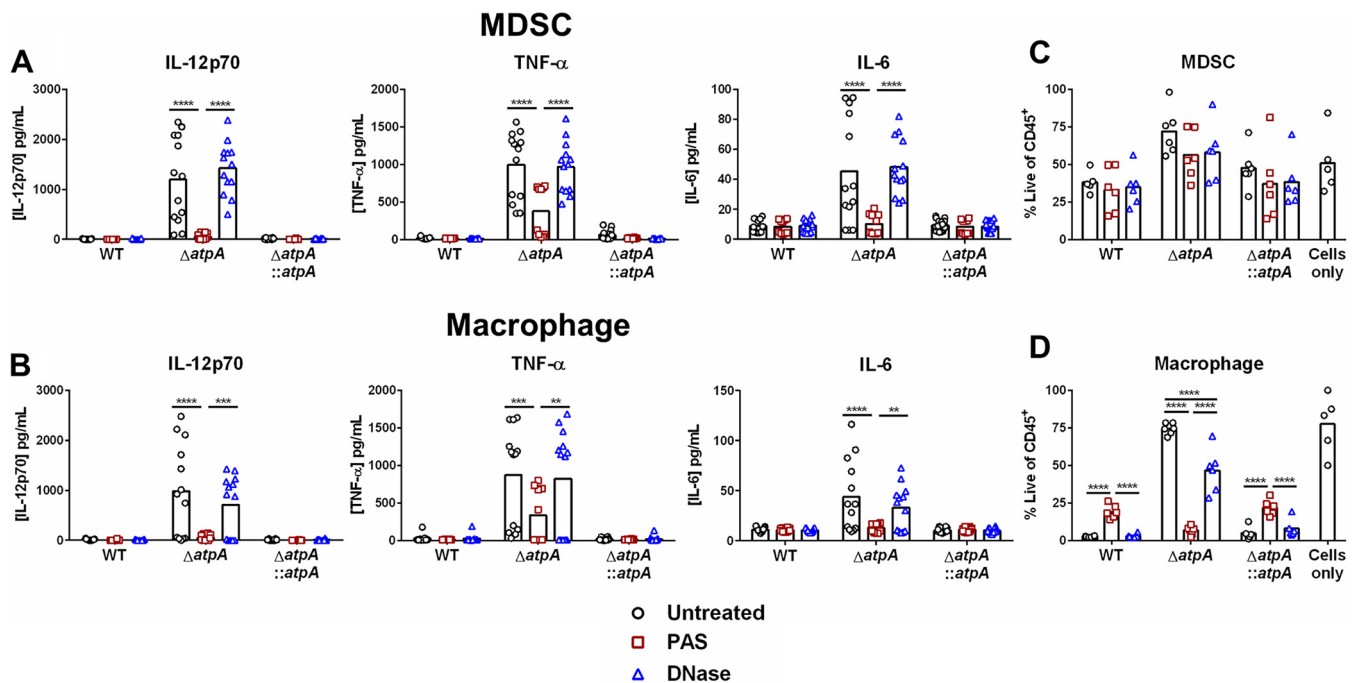 MDSC
A
IL-12p70
[IL-12p70] pg/mL
3000
2000
1000
0
**** ****
WT
ΔatpA
ΔatpA
::atpA
TNF-α
[TNF-α] pg/mL
2000
1500
1000
500
0
**** ****
WT
ΔatpA
ΔatpA
::atpA
IL-6
[IL-6] pg/mL
100
80
60
40
20
0
**** ****
WT
ΔatpA
ΔatpA
::atpA
C
MDSC
% Live of CD45+
100
75
50
25
0
WT
ΔatpA
ΔatpA
::atpA
Cells
only
Macrophage
B
IL-12p70
[IL-12p70] pg/mL
3000
2000
1000
0
**** ***
WT
ΔatpA
ΔatpA
::atpA
TNF-α
[TNF-α] pg/mL
2000
1500
1000
500
0
*** **
WT
ΔatpA
ΔatpA
::atpA
IL-6
[IL-6] pg/mL
150
100
50
0
**** **
WT
ΔatpA
ΔatpA
::atpA
D
Macrophage
% Live of CD45+
100
75
50
25
0
****
**** ****
**** ****
**** ****
WT
ΔatpA
ΔatpA
::atpA
Cells
only
Untreated
PAS
DNase